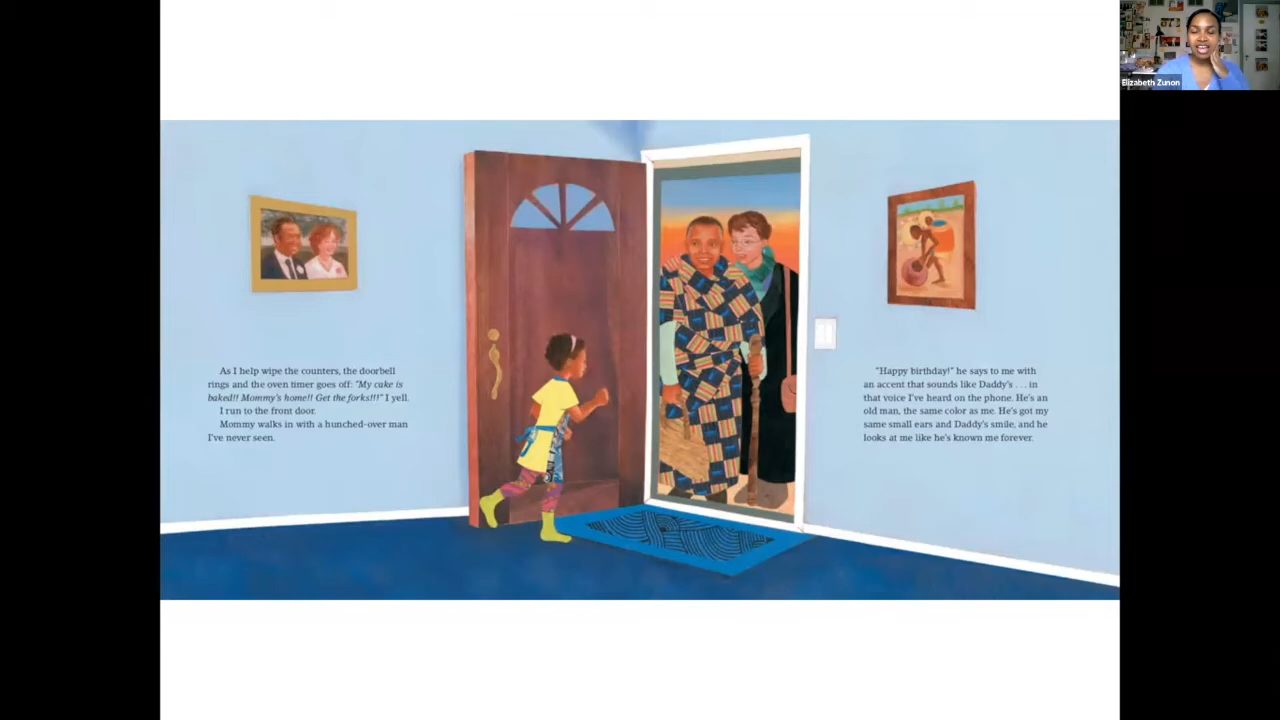 Elizabeth Zunon
As I help wipe the counters, the doorbell
rings and the oven timer goes off: "My cake is
baked!! Mommy's home!! Get the forks!!!" I yell.
I run to the front door.
Mommy walks in with a hunched-over man
I've never seen.
"Happy birthday!" he says to me with
an accent that sounds like Daddy's . . . in
that voice I've heard on the phone. He's an
old man, the same color as me. He's got my
same small ears and Daddy's smile, and he
looks at me like he's known me forever.